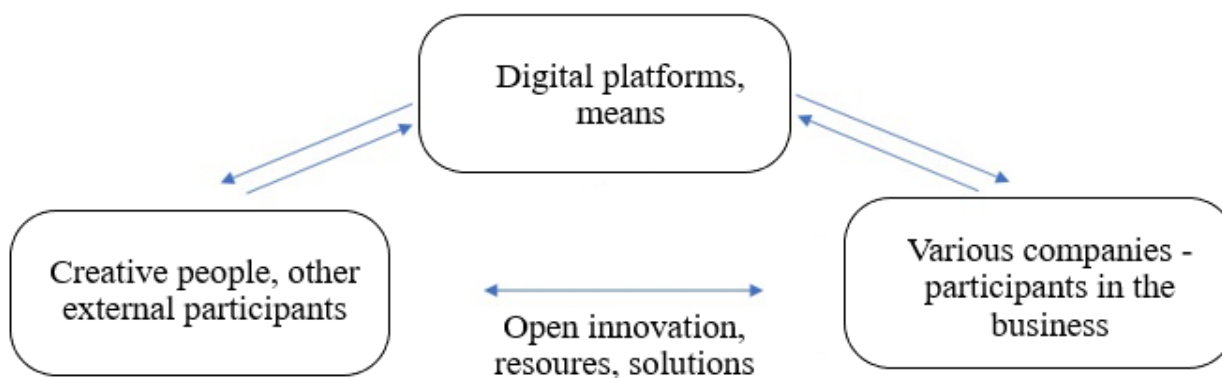 Digital platforms,
means
Creative people, other
external participants
Various companies -
participants in the
business
Open innovation,
resoures, solutions